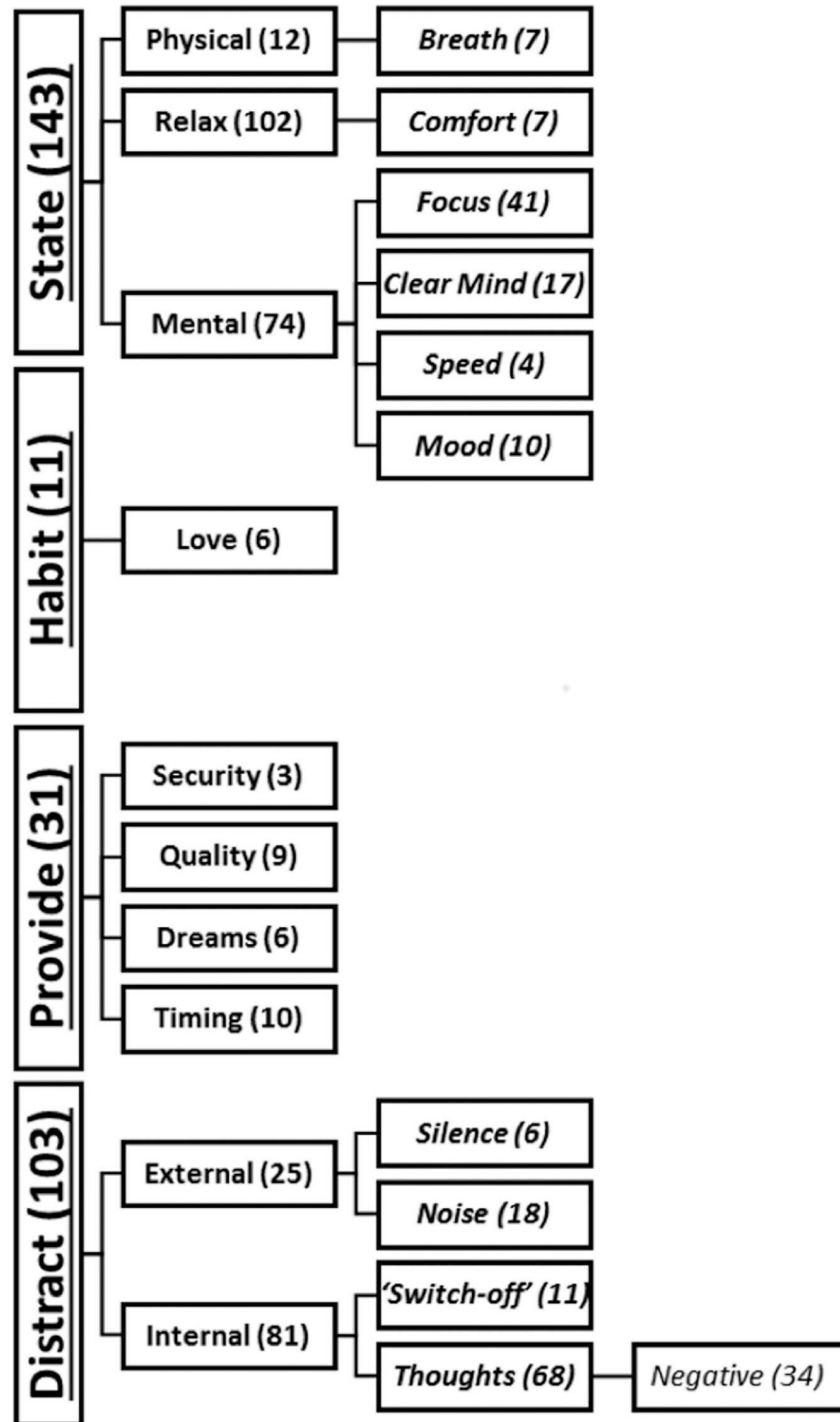 State (143)
Physical (12)
Breath (7)
Relax (102)
Comfort (7)
Mental (74)
Focus (41)
Clear Mind (17)
Speed (4)
Mood (10)
Habit (11)
Love (6)
Provide (31)
Security (3)
Quality (9)
Dreams (6)
Timing (10)
Distract (103)
External (25)
Silence (6)
Noise (18)
Internal (81)
‘Switch-off’ (11)
Thoughts (68)
Negative (34)